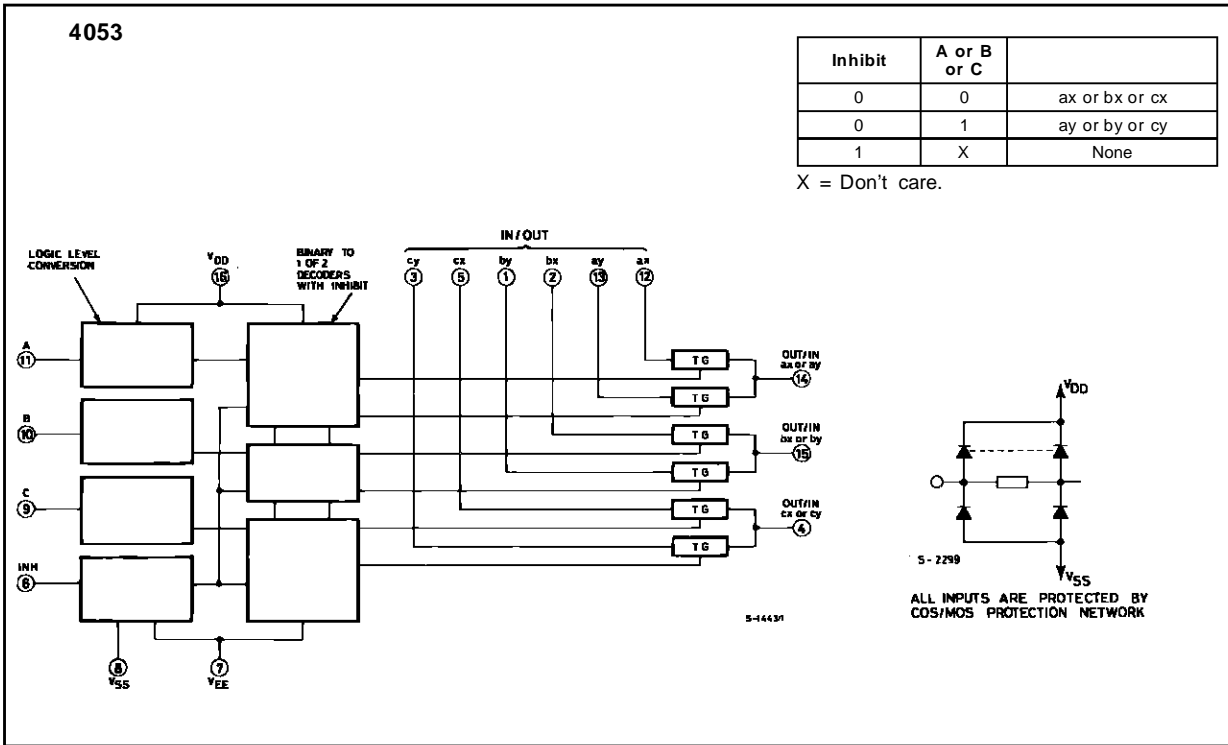 4053
Inhibit
A or B
or C
0
0
ax or bx or cx
0
1
ay or by or cy
1
X
None
X = Don't care.
LOGIC LEVEL
CONVERSION
VDD
16
BINARY TO
1 OF 2
DECODERS
WITH INHIBIT
IN/OUT
cy
3
cx
5
by
1
bx
2
ay
13
ax
12
A
11
B
10
C
9
INH
6
8
VSS
7
VEE
TG
TG
TG
TG
TG
TG
OUT/IN
ax or ay
14
OUT/IN
bx or by
15
OUT/IN
cx or cy
4
S-1443/1
VDD
S-2299
VSS
ALL INPUTS ARE PROTECTED BY
COS/MOS PROTECTION NETWORK